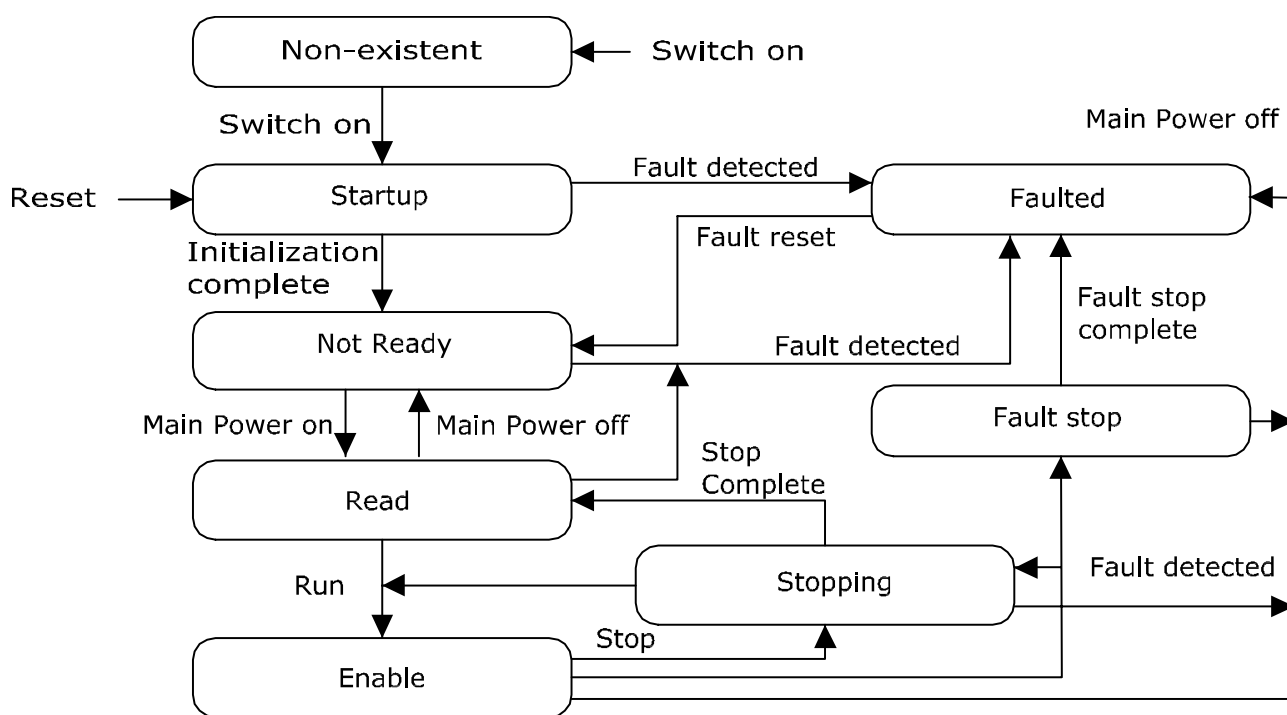 Non-existent
Switch on
Switch on
Main Power off
Startup
Fault detected
Faulted
Reset
Fault reset
Initialization
complete
Fault stop
complete
Not Ready
Fault detected
Main Power on
Main Power off
Fault stop
Stop
Complete
Read
Run
Stopping
Fault detected
Stop
Enable